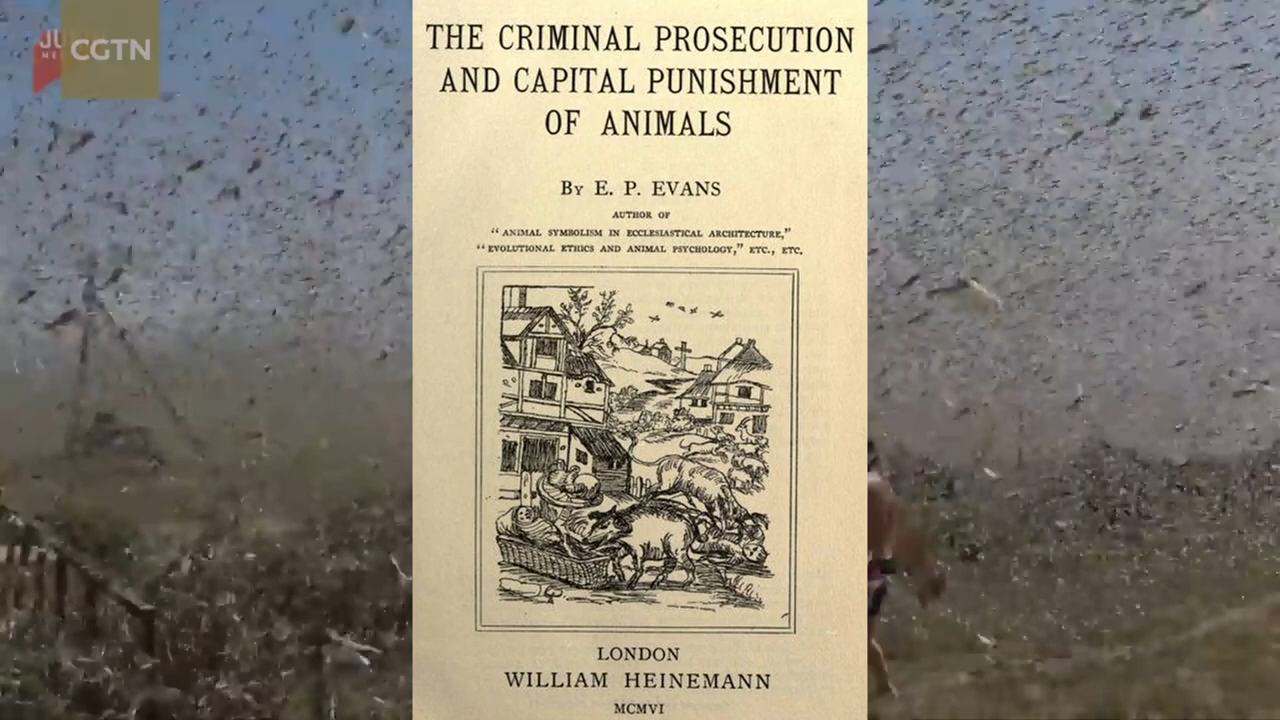 CGTN
THE CRIMINAL PROSECUTION
AND CAPITAL PUNISHMENT
OF ANIMALS
By E. P. EVANS
AUTHOR OF
"ANIMAL SYMBOLISM IN ECCLESIASTICAL ARCHITECTURE,"
"EVOLUTIONAL ETHICS AND ANIMAL PSYCHOLOGY," ETC., ETC.
LONDON
WILLIAM HEINEMANN
MCMVI